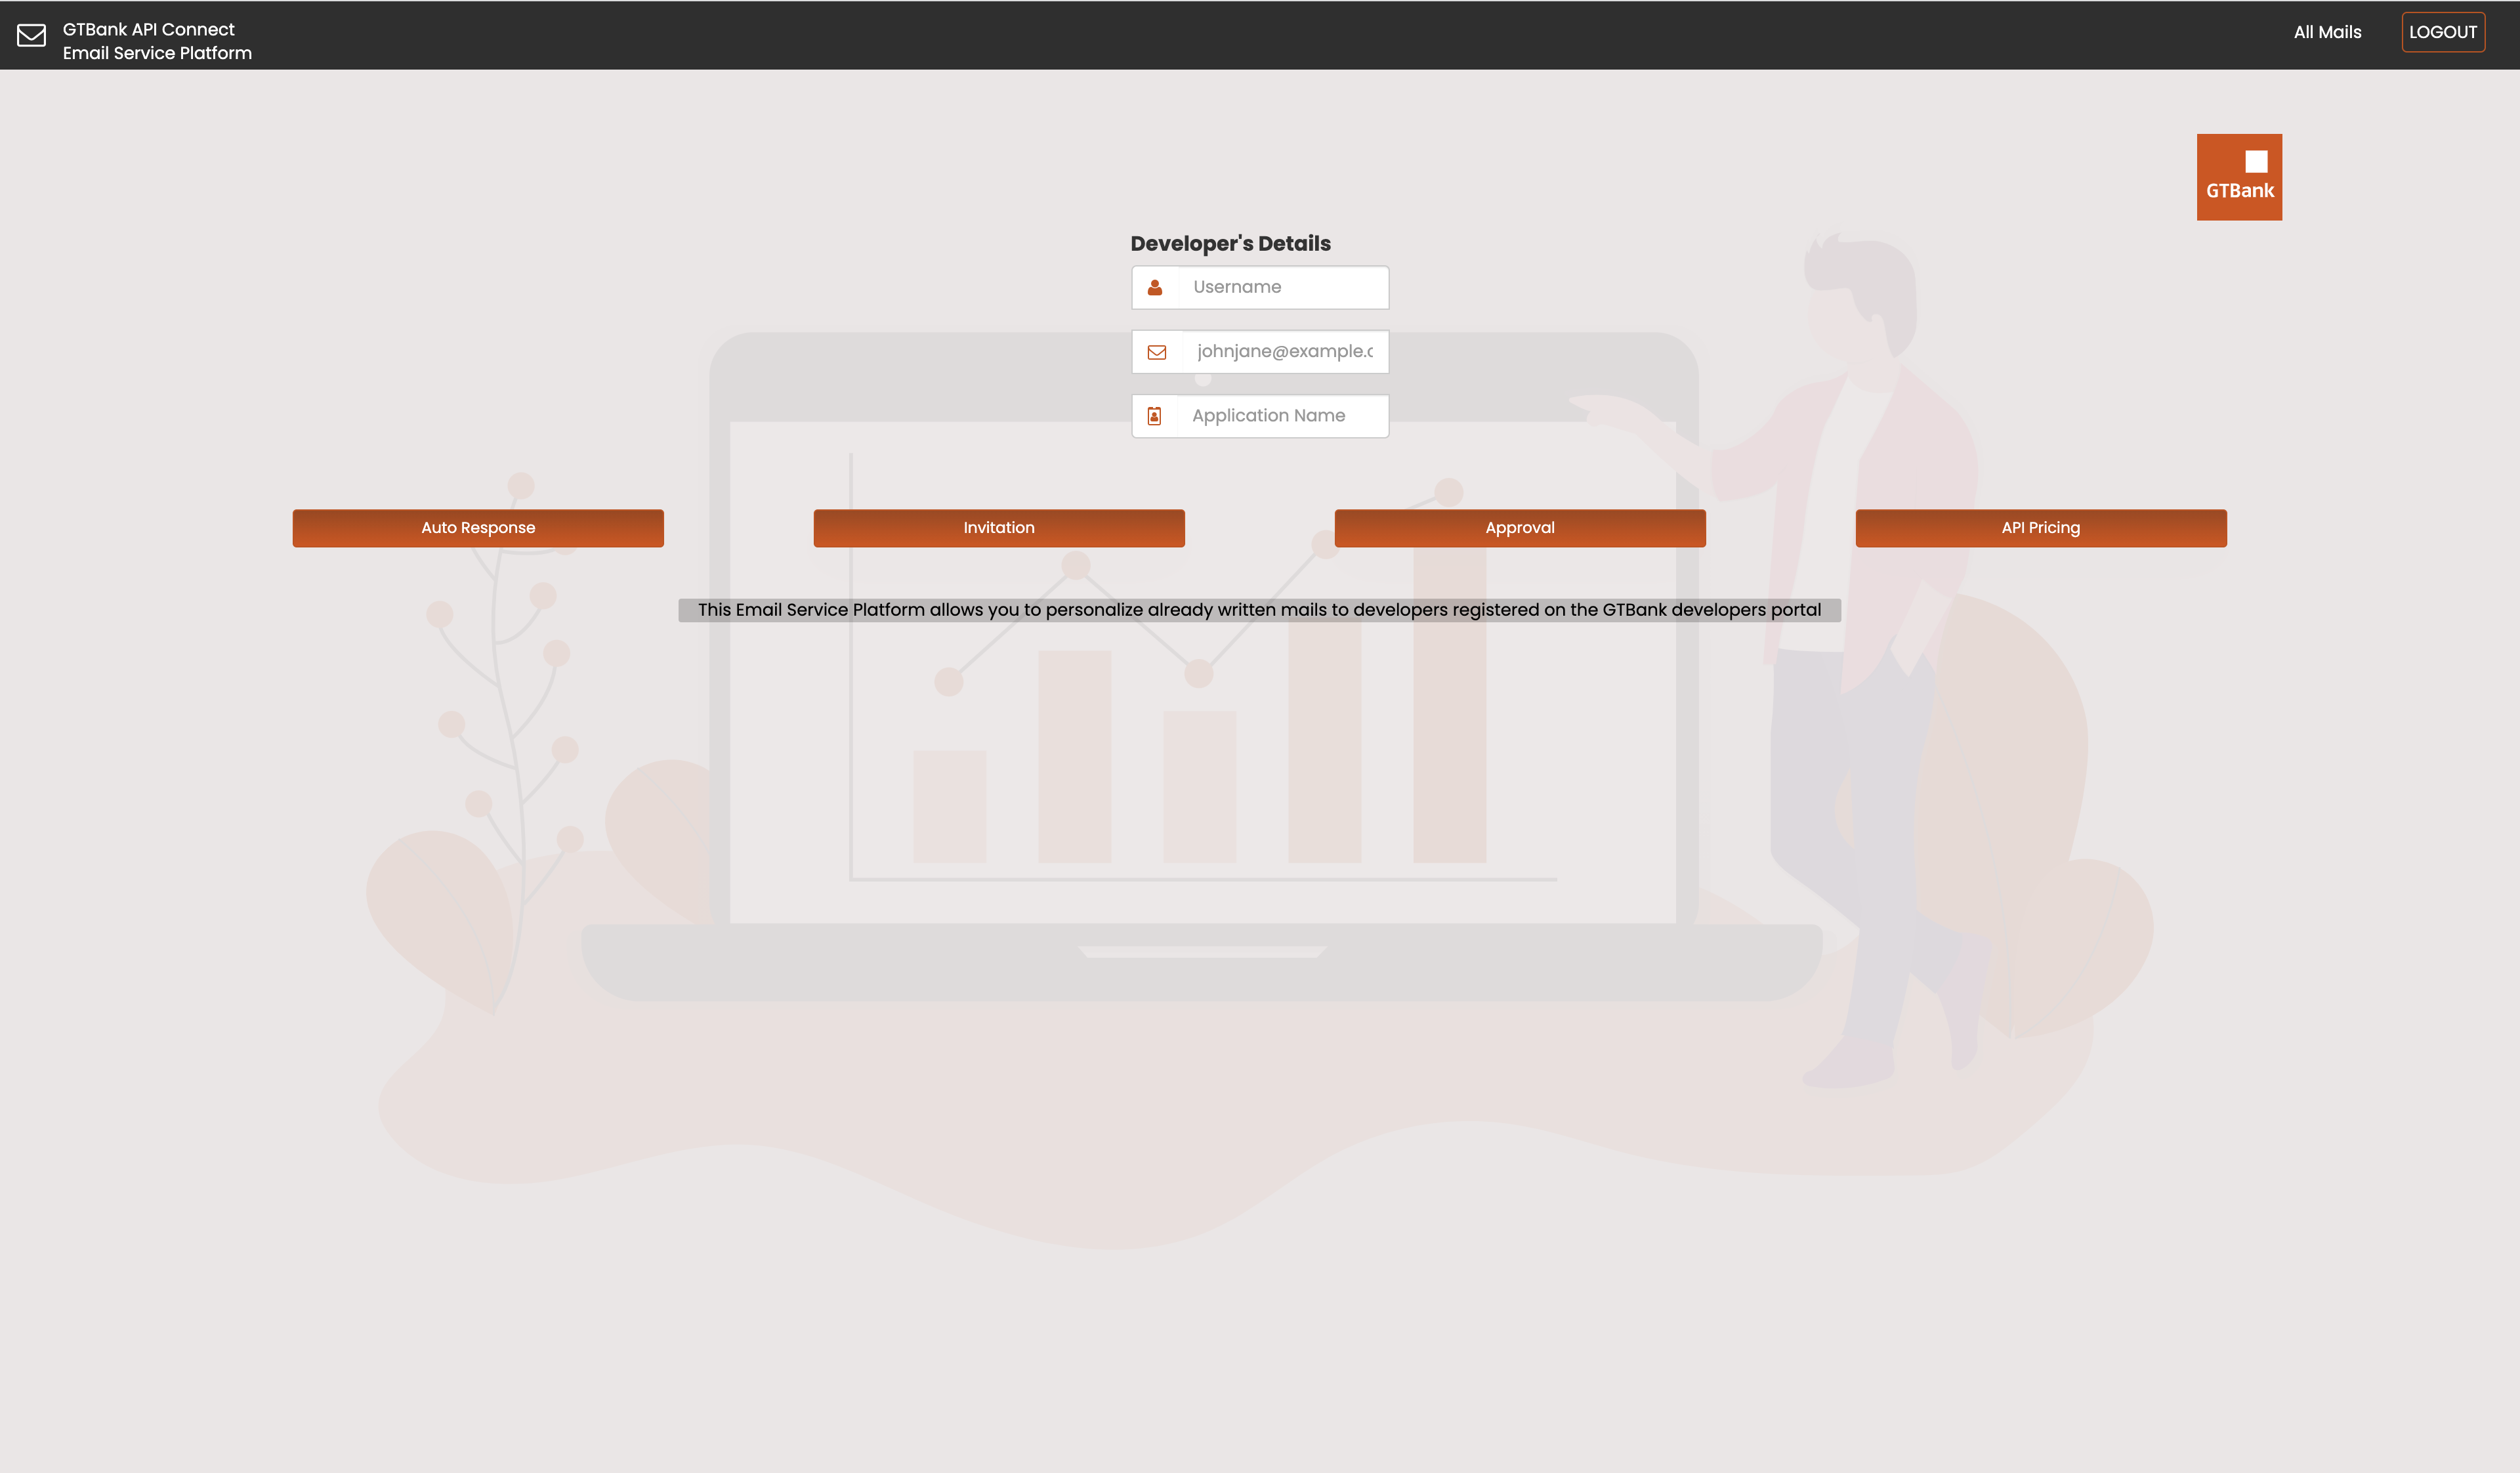 GTBank API Connect
Email Service Platform
All Mails
LOGOUT
GTBank
Developer's Details
Username
johnjane@example.c
Application Name
Auto Response
Invitation
Approval
API Pricing
This Email Service Platform allows you to personalize already written mails to developers registered on the GTBank developers portal